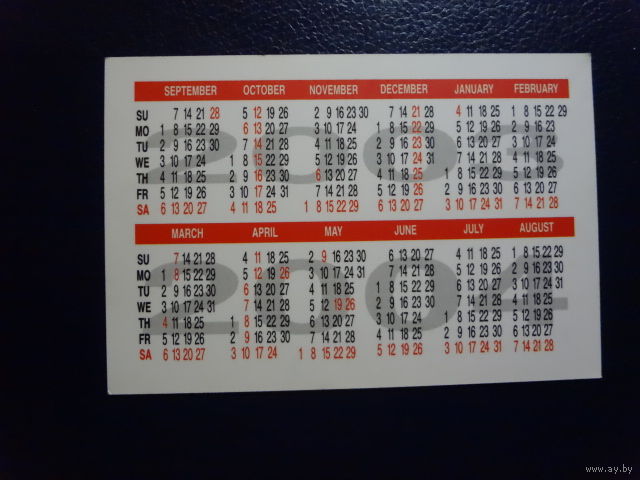 SEPTEMBER OCTOBER NOVEMBER DECEMBER JANUARY FEBRUARY
SU 7 14 21 28 5 12 19 26 2 9 16 23 30 7 14 21 28 4 11 18 25 1 8 15 22 29
MO 1 8 15 22 29 6 13 20 27 3 10 17 24 1 8 15 22 29 5 12 19 26 2 9 16 23
TU 2 9 16 23 30 7 14 21 28 4 11 18 25 2 9 16 23 30 6 13 20 27 3 10 17 24
2003
WE 3 10 17 24 1 8 15 22 29 5 12 19 26 3 10 17 24 31 7 14 21 28 4 11 18 25
TH 4 11 18 25 2 9 16 23 30 6 13 20 27 4 11 18 25 1 8 15 22 29 5 12 19 26
FR 5 12 19 26 3 10 17 24 31 7 14 21 28 5 12 19 26 2 9 16 23 30 6 13 20 27
SA 6 13 20 27 4 11 18 25 1 8 15 22 29 6 13 20 27 3 10 17 24 31 7 14 21 28
MARCH APRIL MAY JUNE JULY AUGUST
SU 7 14 21 28 4 11 18 25 2 9 16 23 30 6 13 20 27 4 11 18 25 1 8 15 22 29
MO 1 8 15 22 29 5 12 19 26 3 10 17 24 31 7 14 21 28 5 12 19 26 2 9 16 23 30
TU 2 9 16 23 30 6 13 20 27 4 11 18 25 1 8 15 22 29 6 13 20 27 3 10 17 24 31
2004
WE 3 10 17 24 31 7 14 21 28 5 12 19 26 2 9 16 23 30 7 14 21 28 4 11 18 25
TH 4 11 18 25 1 8 15 22 29 6 13 20 27 3 10 17 24 1 8 15 22 29 5 12 19 26
FR 5 12 19 26 2 9 16 23 30 7 14 21 28 4 11 18 25 2 9 16 23 30 6 13 20 27
SA 6 13 20 27 3 10 17 24 1 8 15 22 29 5 12 19 26 3 10 17 24 31 7 14 21 28
www.ay.by